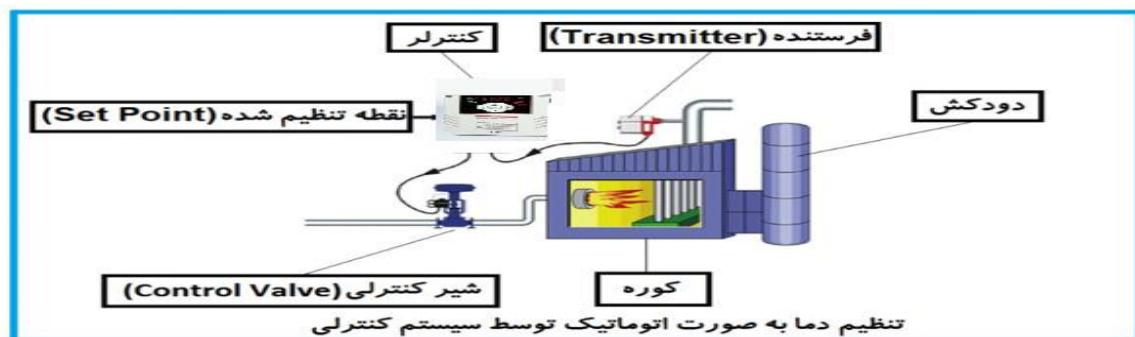 کنترلر
فرستنده (Transmitter)
نقطه تنظیم شده (Set Point)
دودکش
شیر کنترلی (Control Valve)
کوره
تنظیم دما به صورت اتوماتیک توسط سیستم کنترلی